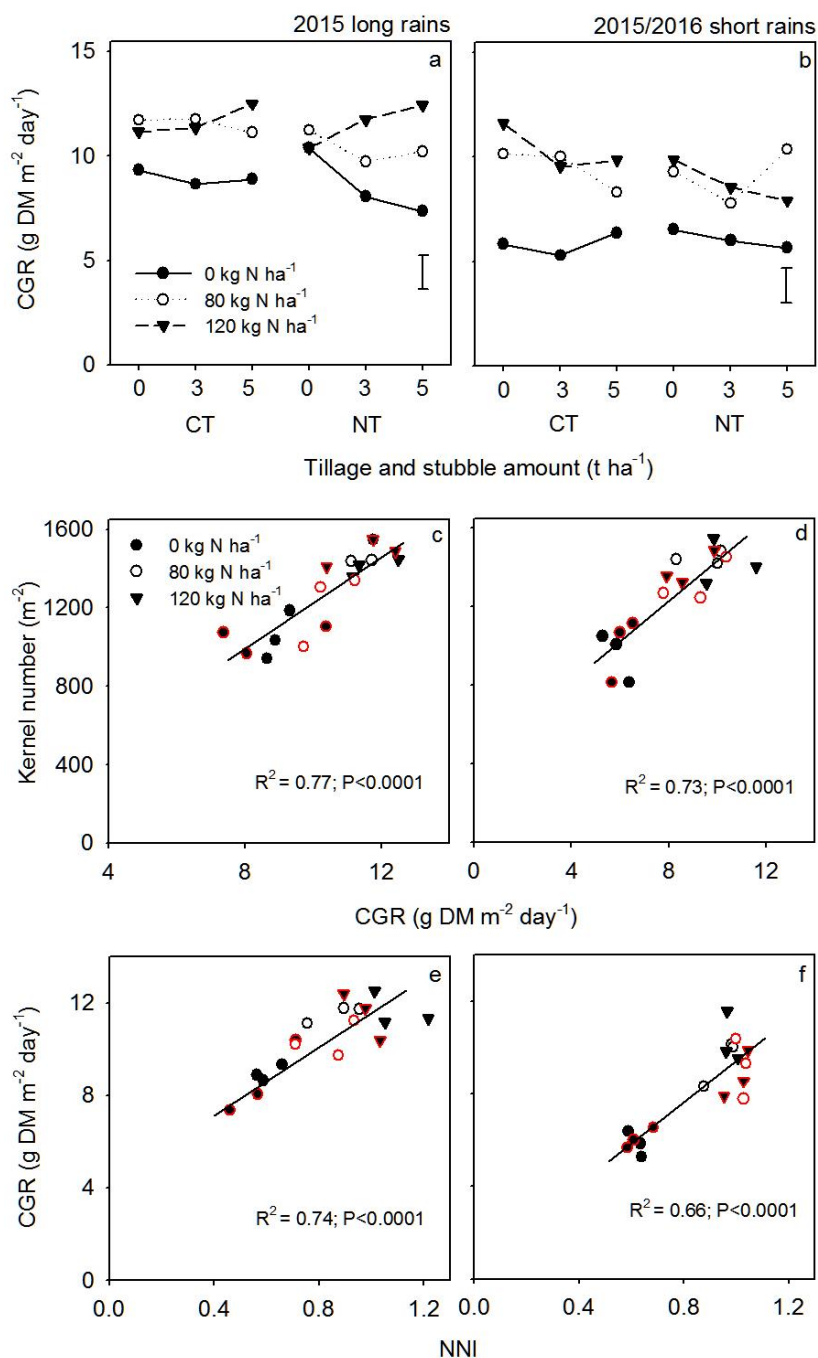 2015 long rains
2015/2016 short rains
15
10
5
0
CGR (g DM m⁻² day⁻¹)
a
b
0 kg N ha⁻¹
80 kg N ha⁻¹
120 kg N ha⁻¹
0 3 5 0 3 5
0 3 5 0 3 5
CT NT
CT NT
Tillage and stubble amount (t ha⁻¹)
1600
1200
800
400
0
Kernel number (m⁻²)
c
d
0 kg N ha⁻¹
80 kg N ha⁻¹
120 kg N ha⁻¹
R² = 0.77; P<0.0001
R² = 0.73; P<0.0001
4 8 12
0 4 8 12
CGR (g DM m⁻² day⁻¹)
12
8
4
0
CGR (g DM m⁻² day⁻¹)
e
f
R² = 0.74; P<0.0001
R² = 0.66; P<0.0001
0.0 0.4 0.8 1.2
0.0 0.4 0.8 1.2
NNI